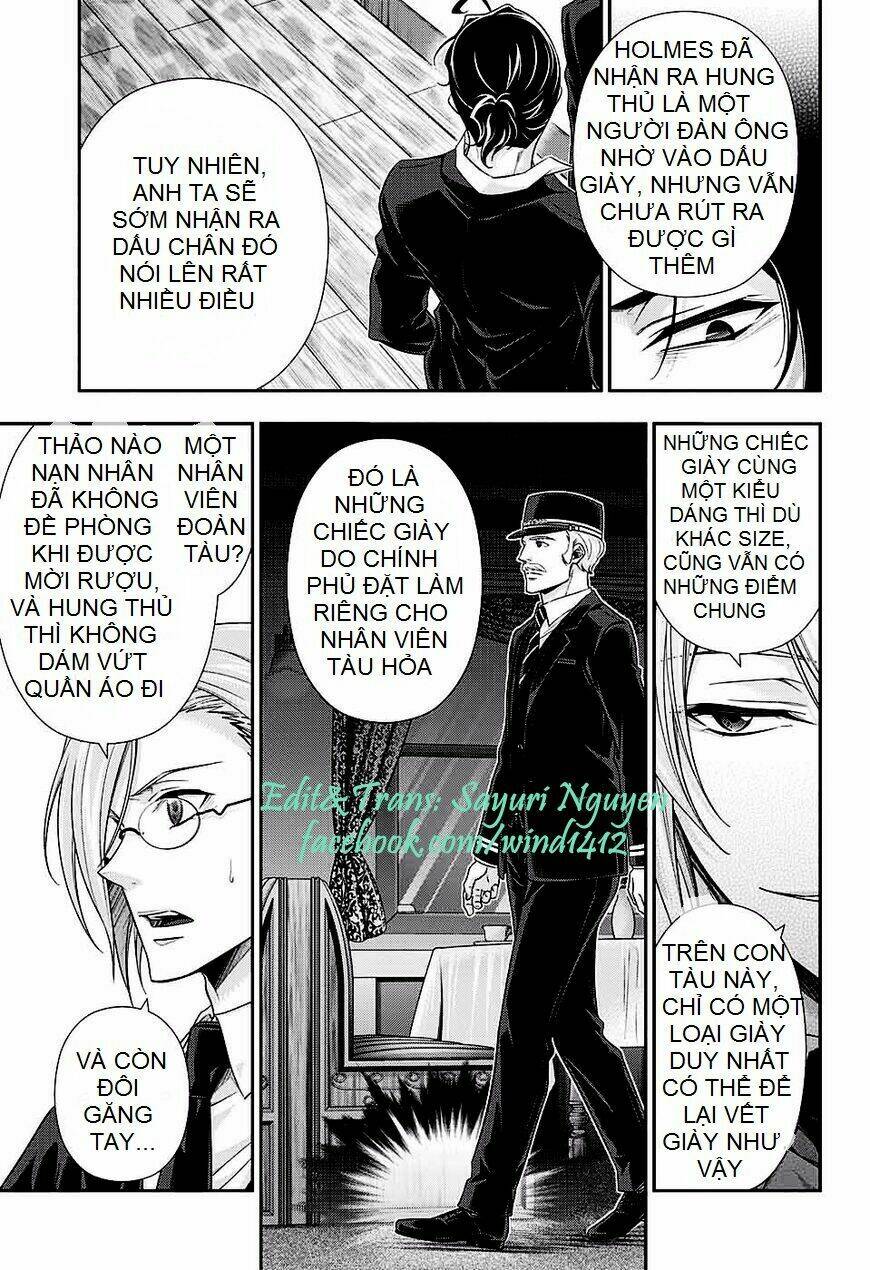 HOLMES ĐÃ
NHẬN RA HUNG
THỦ LÀ MỘT
NGƯỜI ĐÀN ÔNG
NHỜ VÀO DẤU
GIÀY, NHƯNG VẪN
CHƯA RÚT RA
ĐƯỢC GÌ
THÊM
TUY NHIÊN,
ANH TA SẼ
SỚM NHẬN RA
DẤU CHÂN ĐÓ
NÓI LÊN RẤT
NHIỀU ĐIỀU
NHỮNG CHIẾC
GIÀY CÙNG
MỘT KIỂU
DÁNG THÌ DÙ
KHÁC SIZE,
CŨNG VẪN CÓ
NHỮNG ĐIỂM
CHUNG
TRÊN CON
TÀU NÀY,
CHỈ CÓ MỘT
LOẠI GIÀY
DUY NHẤT
CÓ THỂ ĐỂ
LẠI VẾT
GIÀY NHƯ
VẬY
ĐÓ LÀ
NHỮNG
CHIẾC GIÀY
DO CHÍNH
PHỦ ĐẶT LÀM
RIÊNG CHO
NHÂN VIÊN
TÀU HỎA
Edit&Trans: Sayuri Nguyen
facebook.com/wind1412
MỘT
NHÂN
VIÊN
ĐOÀN
TÀU?
THẢO NÀO
NẠN NHÂN
ĐÃ KHÔNG
ĐỀ PHÒNG
KHI ĐƯỢC
MỜI RƯỢU,
VÀ HUNG THỦ
THÌ KHÔNG
DÁM VỨT
QUẦN ÁO ĐI
VÀ CÒN
ĐÔI
GĂNG
TAY...